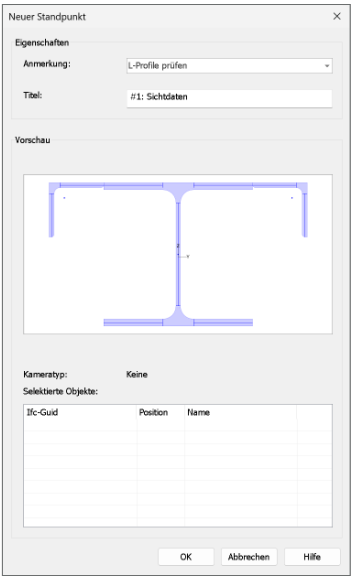 Neuer Standpunkt
Eigenschaften
Anmerkung: L-Profile prüfen
Titel: #1: Sichtdaten
Vorschau
Kameratyp: Keine
Selektierte Objekte:
Ifc-Guid Position Name
OK Abbrechen Hilfe